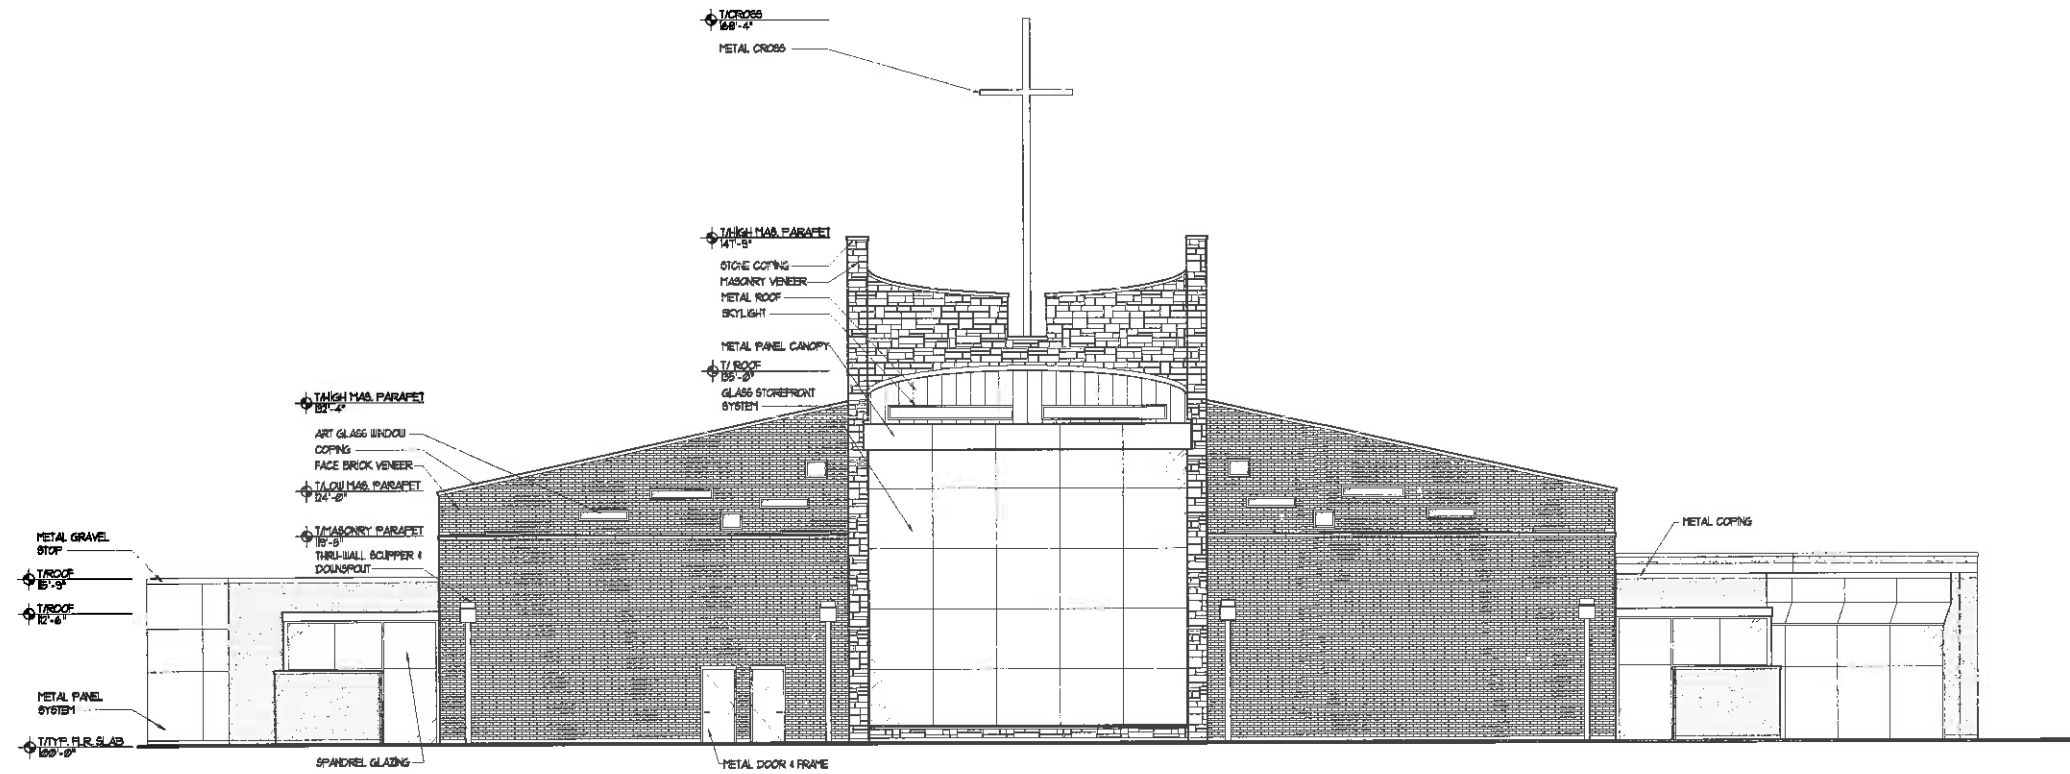 T/CROSS
168'-4"
METAL CROSS
T/HIGH MAS. PARAPET
147'-9"
STONE COPING
MASONRY VENEER
METAL ROOF
SKYLIGHT
METAL PANEL CANOPY
T/ ROOF
135'-0"
GLASS STOREFRONT
SYSTEM
T/HIGH MAS. PARAPET
132'-4"
ART GLASS WINDOW
COPING
FACE BRICK VENEER
T/LOW MAS. PARAPET
124'-0"
T/MASONRY PARAPET
THRU-WALL SCUPPER &
DOWNSPOUT
METAL GRAVEL
STOP
T/ROOF
115'-9"
T/ROOF
112'-6"
METAL PANEL
SYSTEM
T/TYP. FLR. SLAB
100'-0"
SPANDREL GLAZING
METAL DOOR & FRAME
METAL COPING